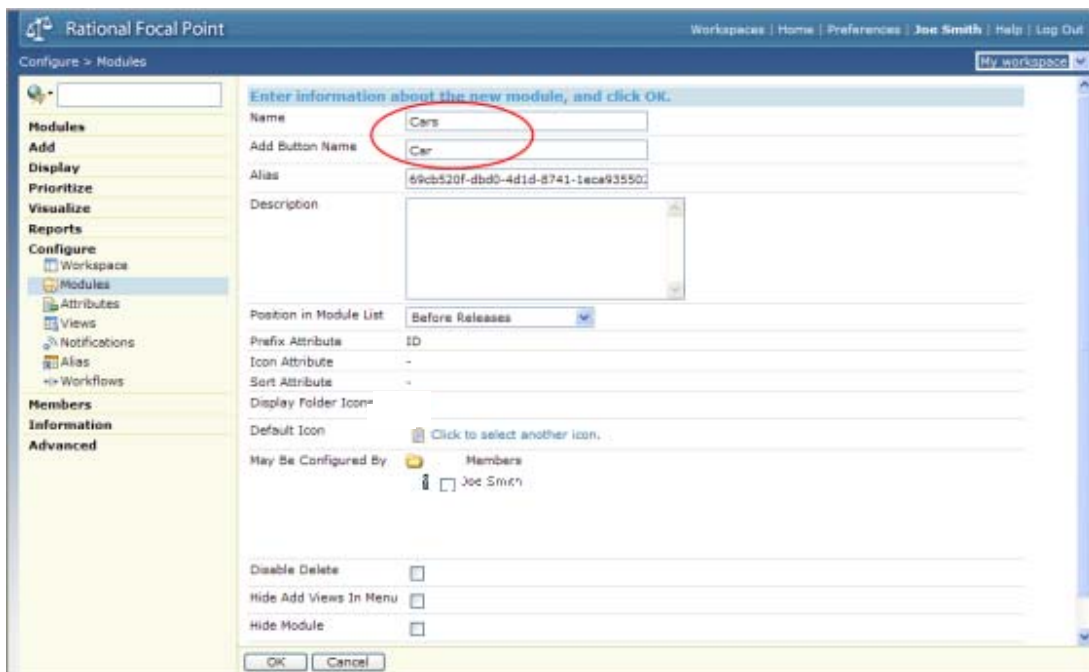 Rational Focal Point
Workspaces | Home | Preferences | Joe Smith | Help | Log Out
Configure > Modules
My workspace
Modules
Add
Display
Prioritize
Visualize
Reports
Configure
Workspace
Modules
Attributes
Views
Notifications
Alias
Workflows
Members
Information
Advanced
Enter information about the new module, and click OK.
Name Cars
Add Button Name Car
Alias 69cb520f-dbd0-4d1d-8741-1eca935502
Description
Position in Module List Before Releases
Prefix Attribute ID
Icon Attribute -
Sort Attribute -
Display Folder Icon
Default Icon Click to select another icon.
May Be Configured By Members
Joe Smith
Disable Delete
Hide Add Views In Menu
Hide Module
OK Cancel